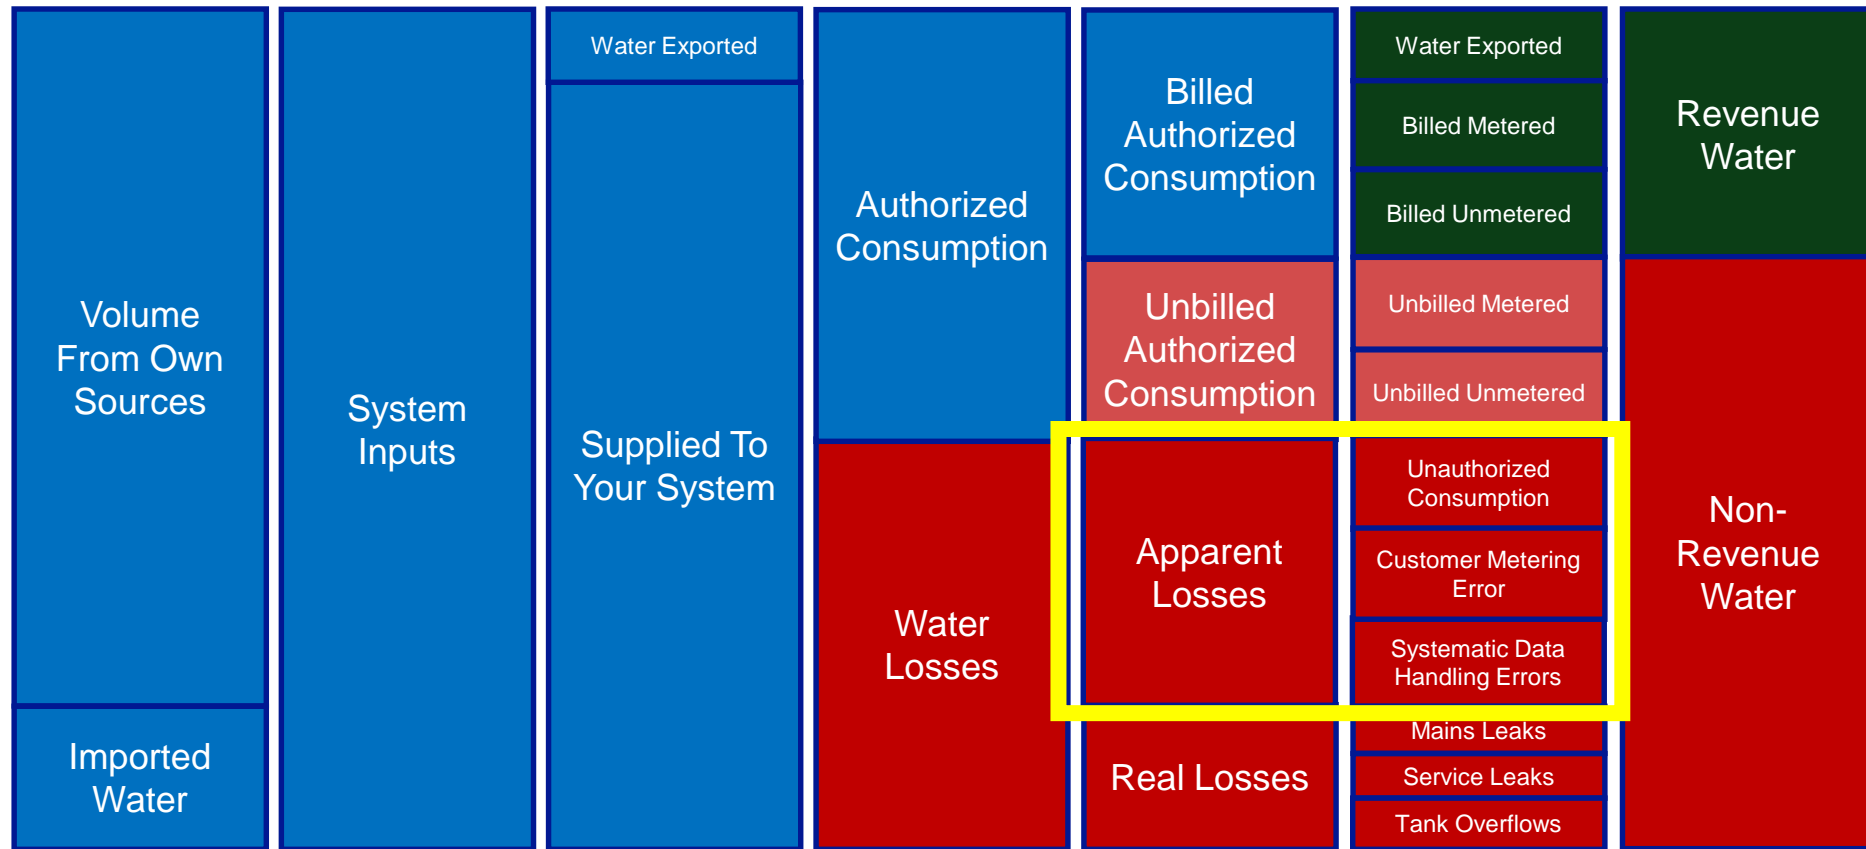 Volume
From Own
Sources
Imported
Water
System
Inputs
Water Exported
Supplied To
Your System
Authorized
Consumption
Water
Losses
Billed
Authorized
Consumption
Unbilled
Authorized
Consumption
Apparent
Losses
Real Losses
Water Exported
Billed Metered
Billed Unmetered
Unbilled Metered
Unbilled Unmetered
Unauthorized
Consumption
Customer Metering
Error
Systematic Data
Handling Errors
Mains Leaks
Service Leaks
Tank Overflows
Revenue
Water
Non-
Revenue
Water